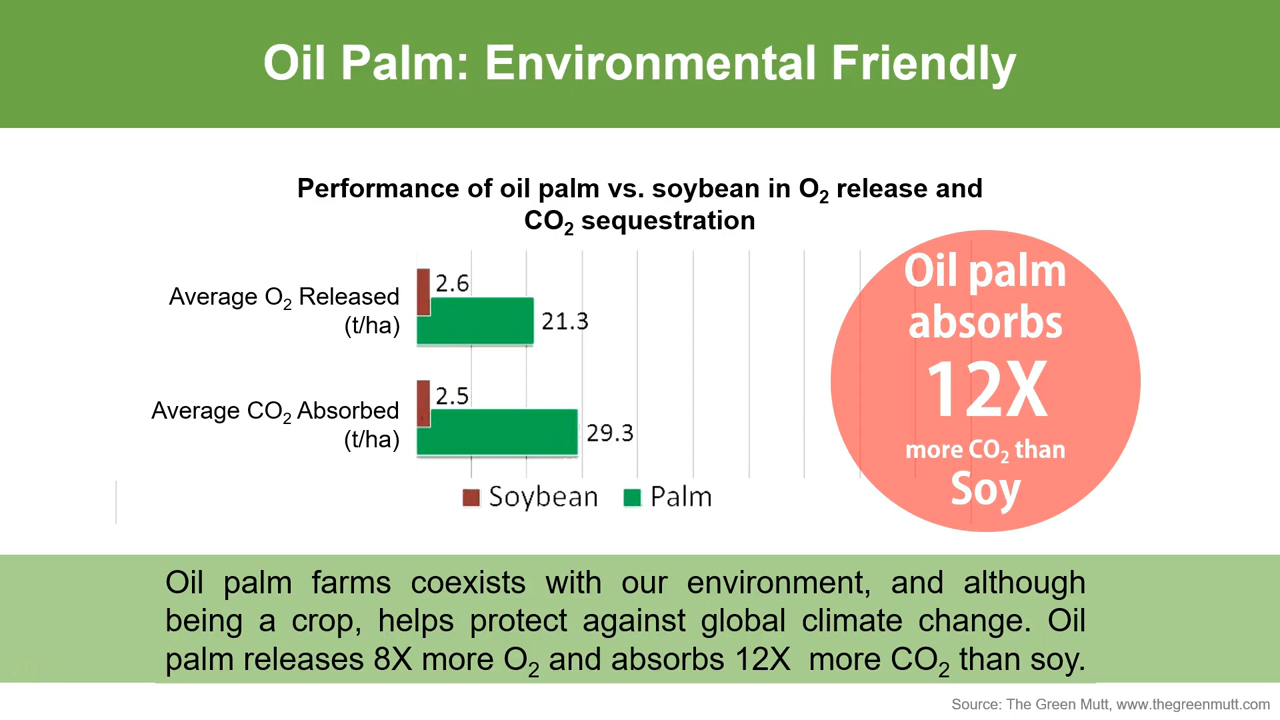 Oil Palm: Environmental Friendly
Performance of oil palm vs. soybean in O₂ release and
CO₂ sequestration
Average O₂ Released
(t/ha)
2.6
21.3
Average CO₂ Absorbed
(t/ha)
2.5
29.3
Soybean Palm
Oil palm
absorbs
12X
more CO₂ than
Soy
Oil palm farms coexists with our environment, and although
being a crop, helps protect against global climate change. Oil
palm releases 8X more O₂ and absorbs 12X more CO₂ than soy.
Source: The Green Mutt, www.thegreenmutt.com